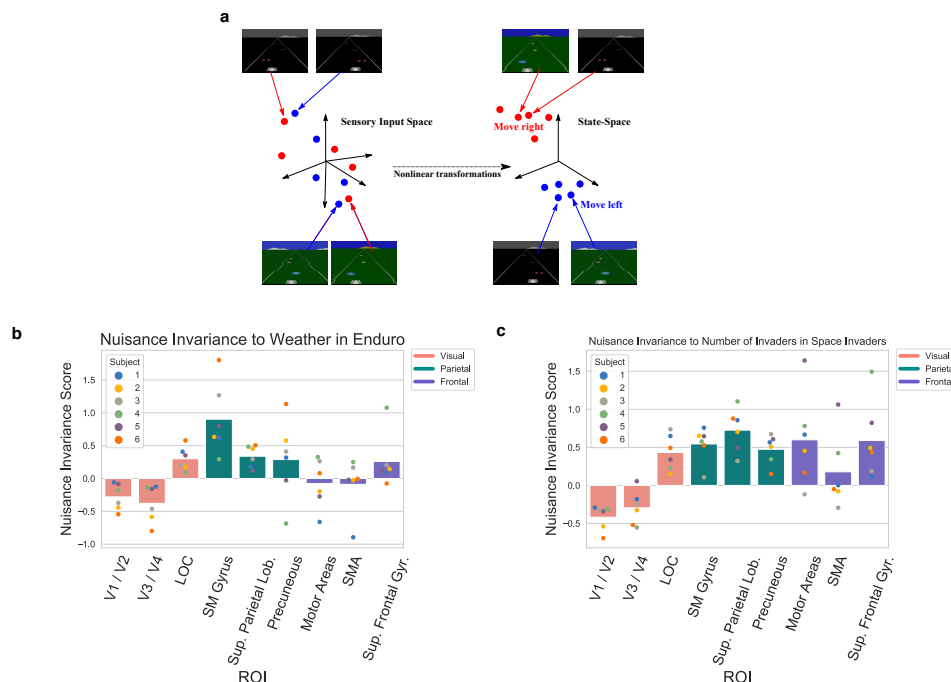 a
Sensory Input Space
State-Space
Move right
Nonlinear transformations
Move left
b
Nuisance Invariance to Weather in Enduro
Nuisance Invariance Score
1.5
1.0
0.5
0.0
−0.5
−1.0
Subject
1
2
3
4
5
6
Visual
Parietal
Frontal
V1 / V2
V3 / V4
LOC
SM Gyrus
Sup. Parietal Lob.
Precuneous
Motor Areas
SMA
Sup. Frontal Gyr.
ROI
c
Nuisance Invariance to Number of Invaders in Space Invaders
Nuisance Invariance Score
1.5
1.0
0.5
0.0
−0.5
Subject
1
2
3
4
5
6
Visual
Parietal
Frontal
V1 / V2
V3 / V4
LOC
SM Gyrus
Sup. Parietal Lob.
Precuneous
Motor Areas
SMA
Sup. Frontal Gyr.
ROI